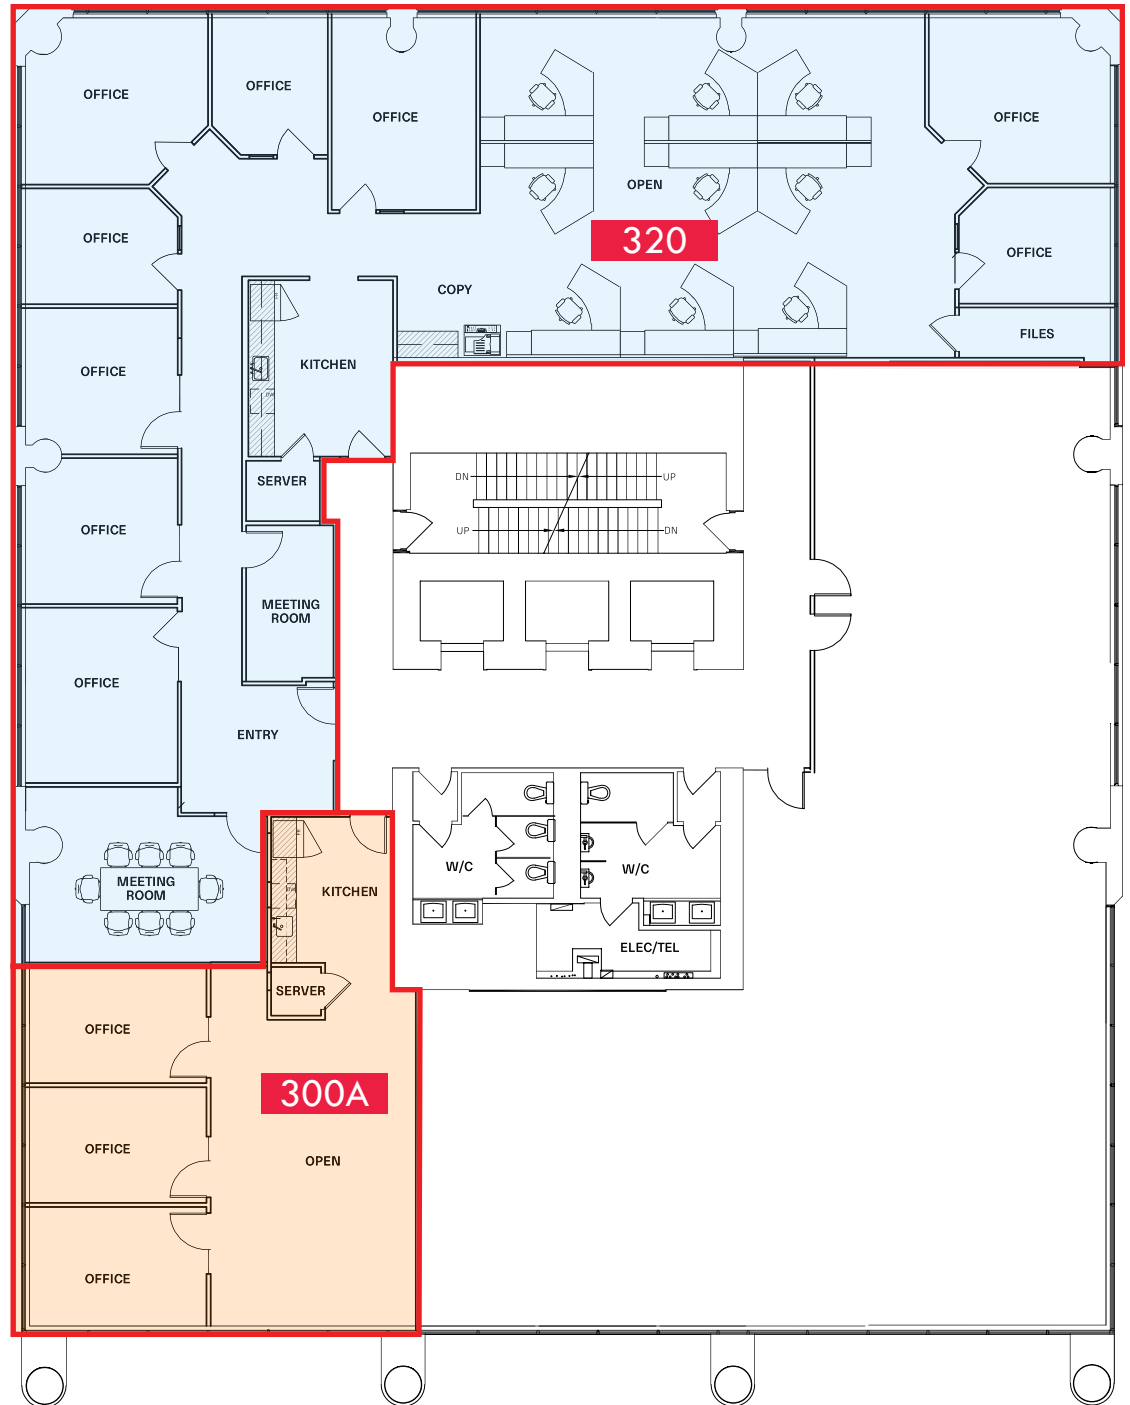 OFFICE
OFFICE
OFFICE
OFFICE
OPEN
320
OFFICE
OFFICE
COPY
FILES
OFFICE
KITCHEN
SERVER
DN
UP
UP
DN
OFFICE
MEETING
ROOM
OFFICE
ENTRY
MEETING
ROOM
KITCHEN
W/C
W/C
ELEC/TEL
SERVER
OFFICE
300A
OFFICE
OPEN
OFFICE